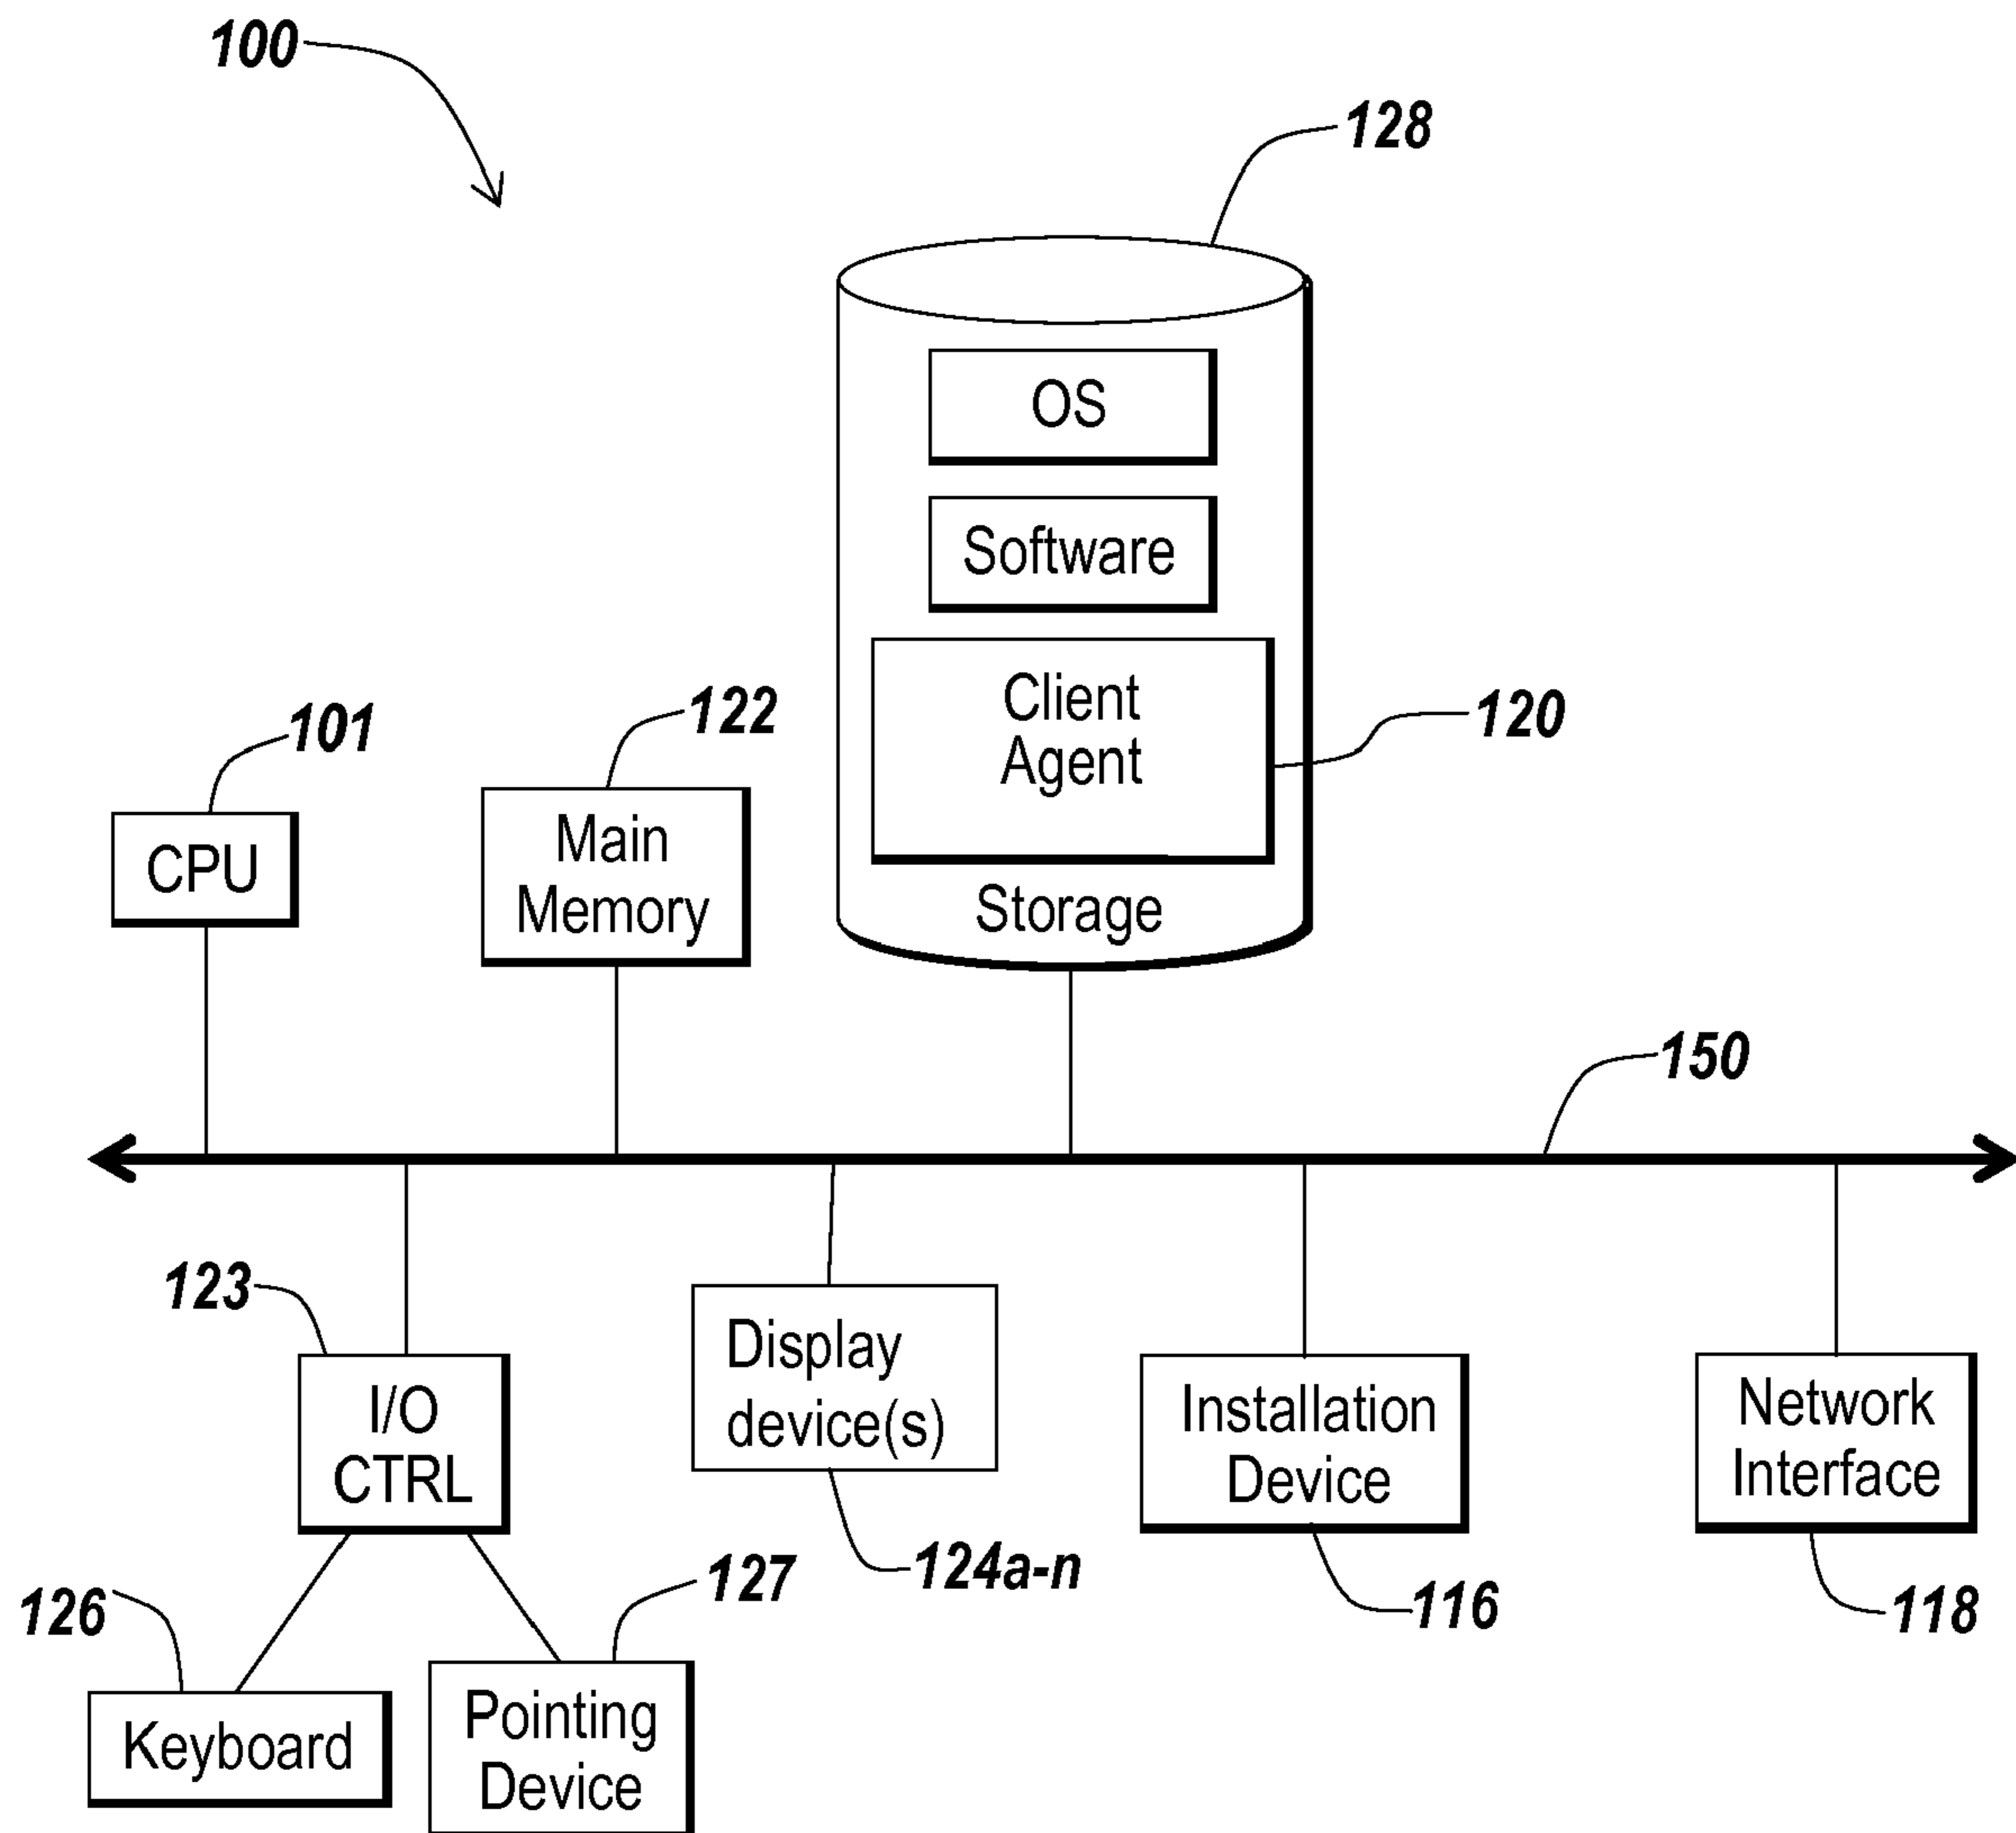 100
128
OS
Software
Client
Agent
120
Storage
101
CPU
122
Main
Memory
150
123
I/O
CTRL
Display
device(s)
124a-n
Installation
Device
116
Network
Interface
118
126
Keyboard
127
Pointing
Device